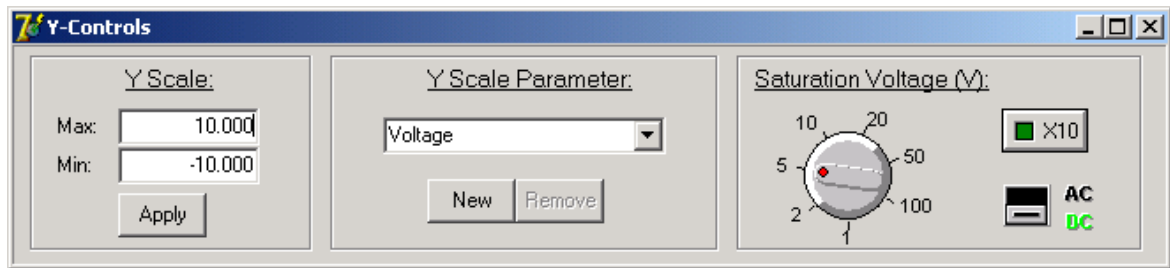 Y-Controls
Y Scale:
Max: 10.000
Min: -10.000
Apply
Y Scale Parameter:
Voltage
New Remove
Saturation Voltage (V):
10 20
5 50
2 100
1
X10
AC
DC